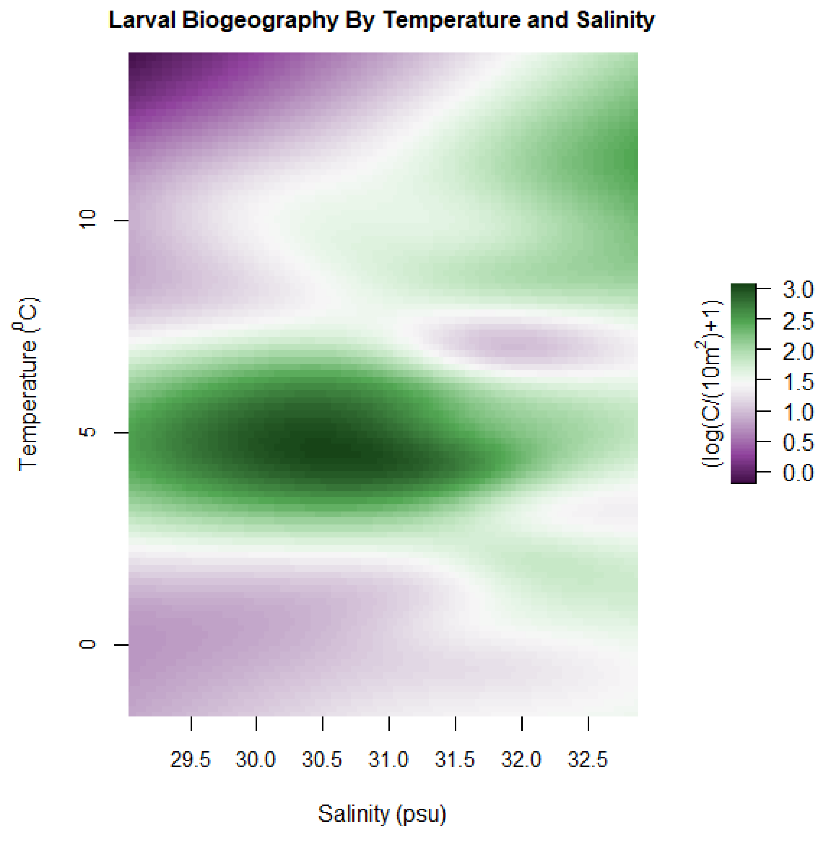 Larval Biogeography By Temperature and Salinity
Temperature (⁰C)
10
5
0
29.5 30.0 30.5 31.0 31.5 32.0 32.5
Salinity (psu)
(log(C/(10m²)+1)
3.0
2.5
2.0
1.5
1.0
0.5
0.0